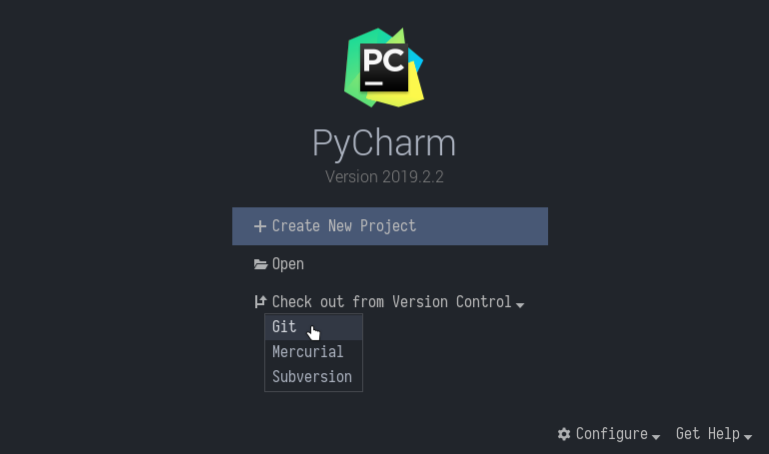 PC
PyCharm
Version 2019.2.2
Create New Project
Open
Check out from Version Control
Git
Mercurial
Subversion
Configure Get Help